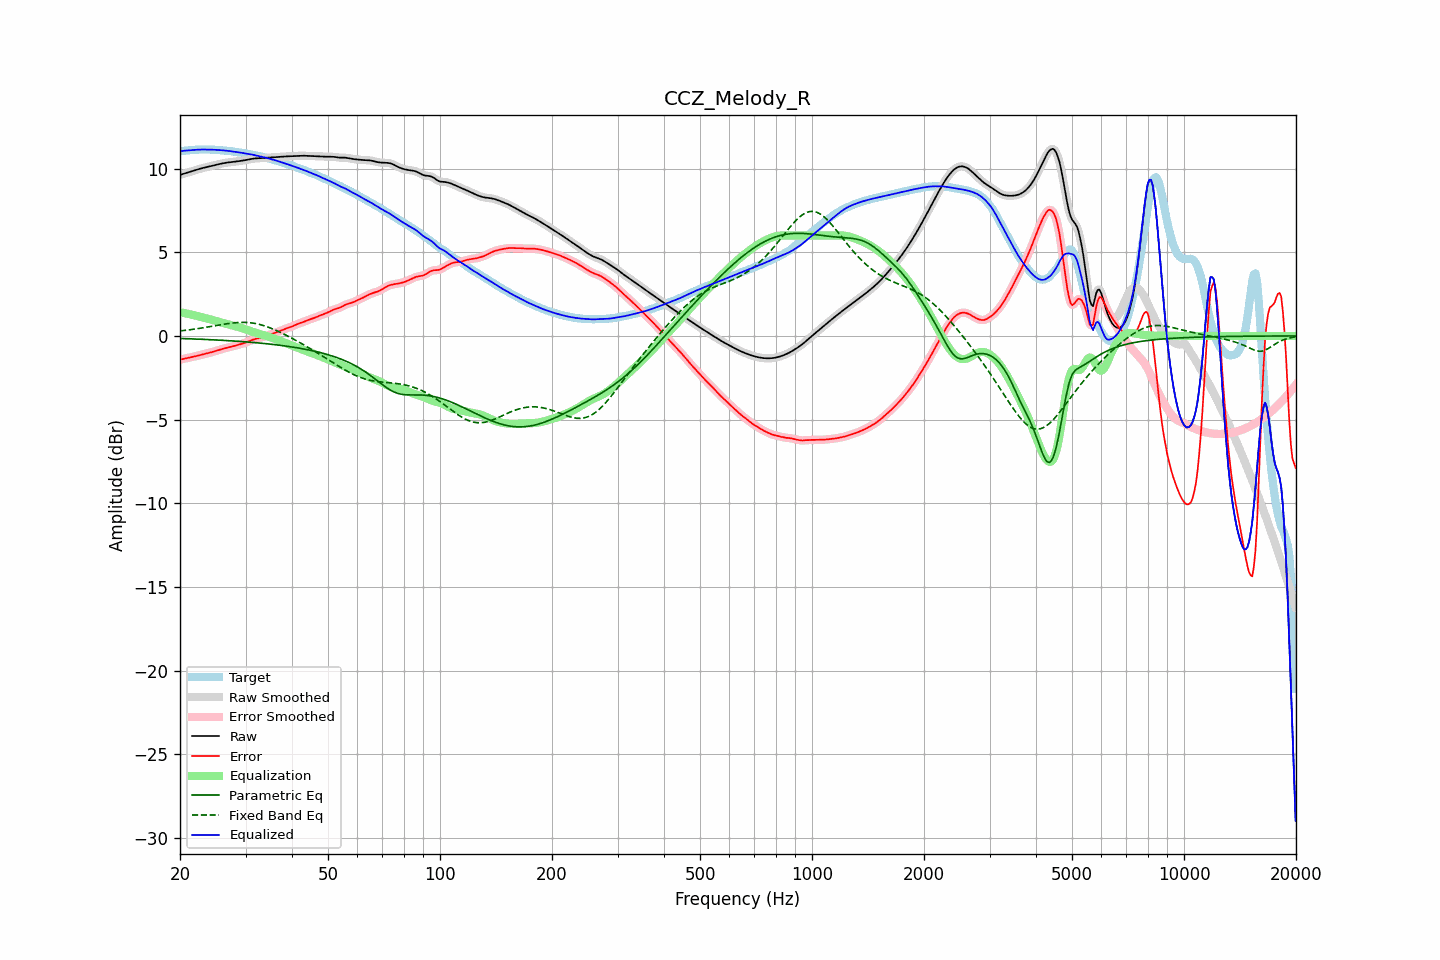 CCZ_Melody_R
Amplitude (dBr)
10
5
0
−5
−10
−15
−20
−25
−30
Target
Raw Smoothed
Error Smoothed
Raw
Error
Equalization
Parametric Eq
Fixed Band Eq
Equalized
20 50 100 200 500 1000 2000 5000 10000 20000
Frequency (Hz)